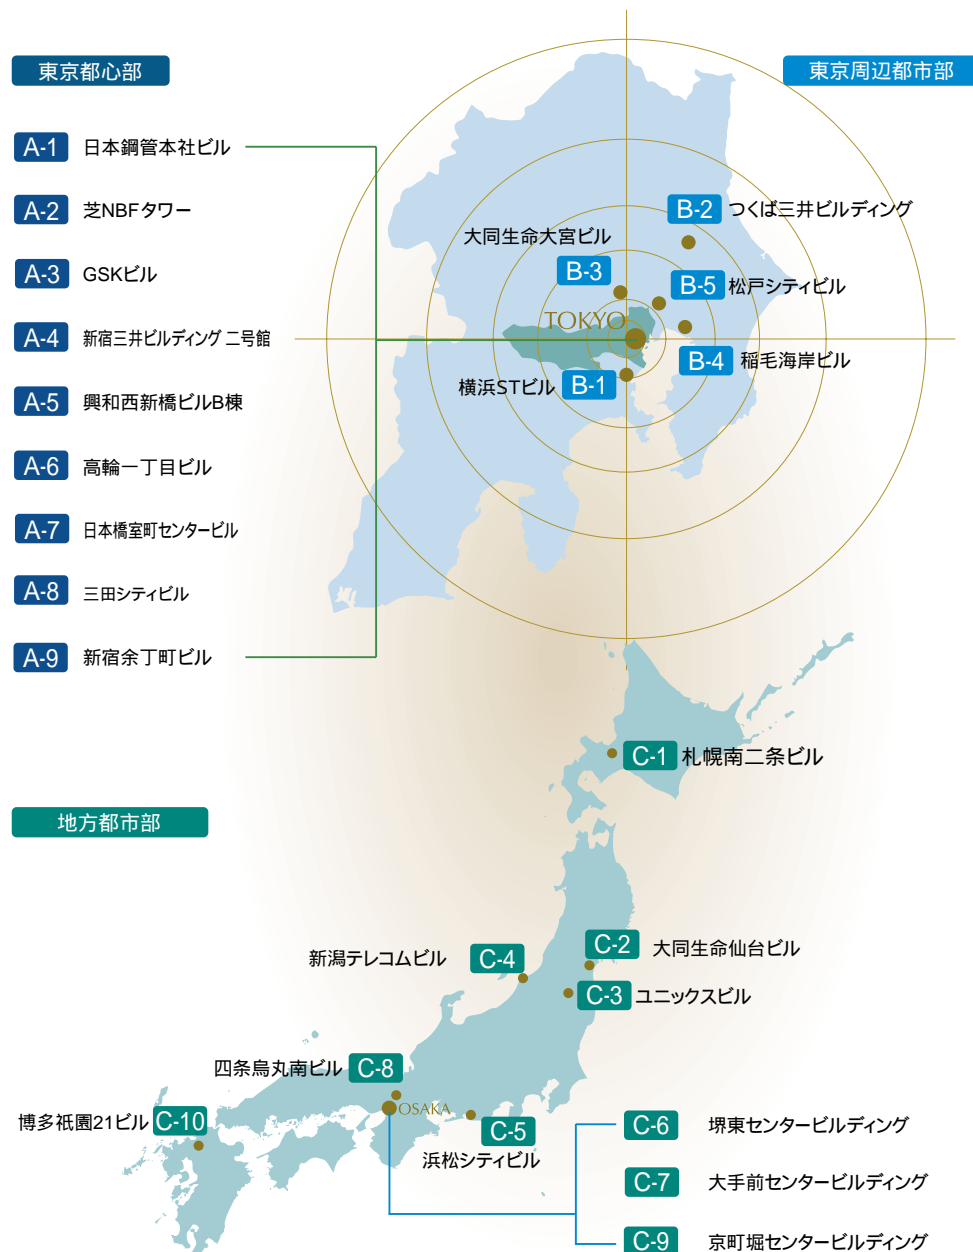 東京都心部
東京周辺都市部
A-1 日本鋼管本社ビル
A-2 芝NBFタワー
A-3 GSKビル
A-4 新宿三井ビルディング 二号館
A-5 興和西新橋ビルB棟
A-6 高輪一丁目ビル
A-7 日本橋室町センタービル
A-8 三田シティビル
A-9 新宿余丁町ビル
B-2 つくば三井ビルディング
大同生命大宮ビル
B-3
B-5 松戸シティビル
TOKYO
B-4 稲毛海岸ビル
横浜STビル B-1
C-1 札幌南二条ビル
地方都市部
C-2 大同生命仙台ビル
新潟テレコムビル C-4
C-3 ユニックスビル
四条烏丸南ビル C-8
OSAKA
博多祇園21ビル C-10
C-5
浜松シティビル
C-6 堺東センタービルディング
C-7 大手前センタービルディング
C-9 京町堀センタービルディング